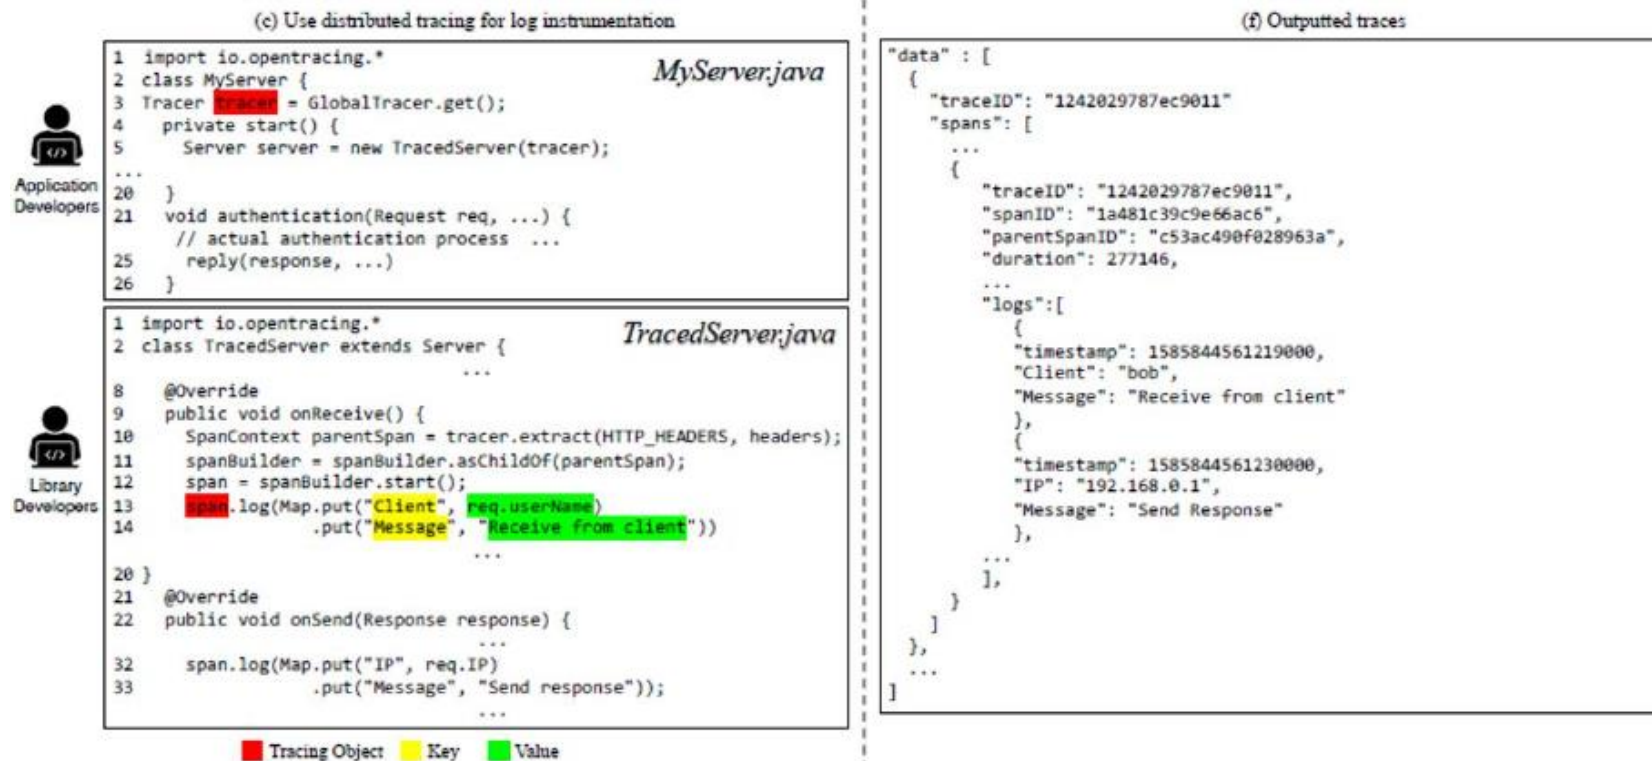 (c) Use distributed tracing for log instrumentation
1 import io.opentracing.*
MyServer.java
2 class MyServer {
3 Tracer tracer = GlobalTracer.get();
4 private start() {
5 Server server = new TracedServer(tracer);
...
20 }
21 void authentication(Request req, ...) {
// actual authentication process ...
25 reply(response, ...)
26 }
Application
Developers
1 import io.opentracing.*
TracedServer.java
2 class TracedServer extends Server {
...
8 @Override
9 public void onReceive() {
10 SpanContext parentSpan = tracer.extract(HTTP_HEADERS, headers);
11 spanBuilder = spanBuilder.asChildOf(parentSpan);
12 span = spanBuilder.start();
13 span.log(Map.put("Client", req.userName)
14 .put("Message", "Receive from client"))
...
20 }
21 @Override
22 public void onSend(Response response) {
...
32 span.log(Map.put("IP", req.IP)
33 .put("Message", "Send response"));
...
Library
Developers
Tracing Object Key Value
(f) Outputted traces
"data" : [
{
"traceID": "1242029787ec9011"
"spans": [
...
{
"traceID": "1242029787ec9011",
"spanID": "1a481c39c9e66ac6",
"parentSpanID": "c53ac490f028963a",
"duration": 277146,
...
"logs":[
{
"timestamp": 1585844561219000,
"Client": "bob",
"Message": "Receive from client"
},
{
"timestamp": 1585844561230000,
"IP": "192.168.0.1",
"Message": "Send Response"
},
...
],
}
]
},
...
]